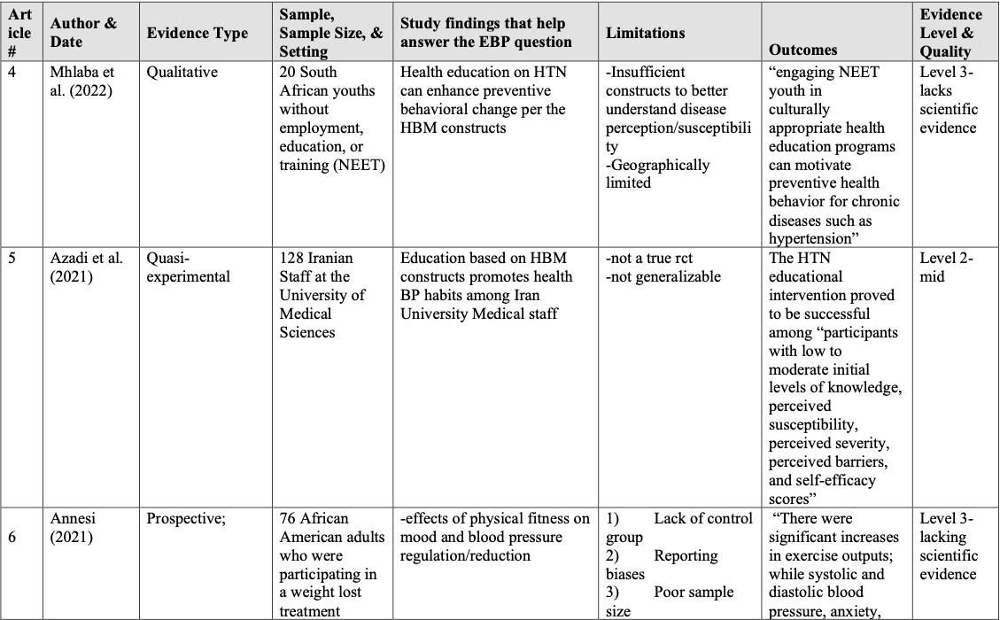 Art
icle
#
Author &
Date
Evidence Type
Sample,
Sample Size, &
Setting
Study findings that help
answer the EBP question
Limitations
Outcomes
Evidence
Level &
Quality
4
Mhlaba et
al. (2022)
Qualitative
20 South
African youths
without
employment,
education, or
training (NEET)
Health education on HTN
can enhance preventive
behavioral change per the
HBM constructs
-Insufficient
constructs to better
understand disease
perception/susceptibili
ty
-Geographically
limited
“engaging NEET
youth in
culturally
appropriate health
education programs
can motivate
preventive health
behavior for chronic
diseases such as
hypertension”
Level 3-
lacks
scientific
evidence
5
Azadi et al.
(2021)
Quasi-
experimental
128 Iranian
Staff at the
University of
Medical
Sciences
Education based on HBM
constructs promotes health
BP habits among Iran
University Medical staff
-not a true rct
-not generalizable
The HTN
educational
intervention proved
to be successful
among “participants
with low to
moderate initial
levels of knowledge,
perceived
susceptibility,
perceived severity,
perceived barriers,
and self-efficacy
scores”
Level 2-
mid
6
Annesi
(2021)
Prospective;
76 African
American adults
who were
participating in
a weight lost
treatment
-effects of physical fitness on
mood and blood pressure
regulation/reduction
1) Lack of control
group
2) Reporting
biases
3) Poor sample
size
“There were
significant increases
in exercise outputs;
while systolic and
diastolic blood
pressure, anxiety,
Level 3-
lacking
scientific
evidence